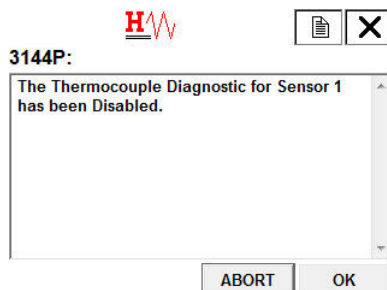 H
3144P:
The Thermocouple Diagnostic for Sensor 1
has been Disabled.
ABORT
OK